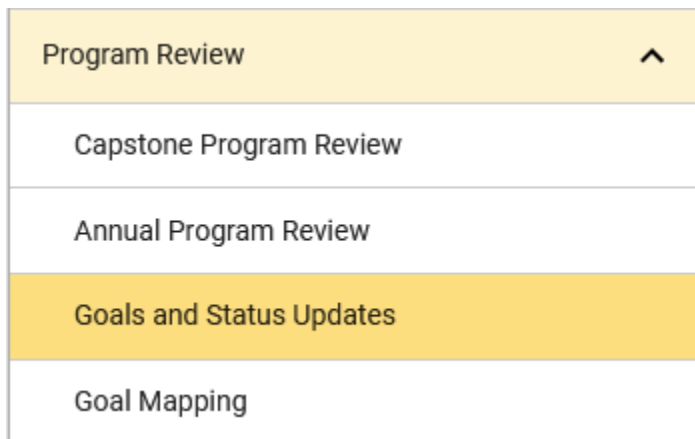 Program Review
Capstone Program Review
Annual Program Review
Goals and Status Updates
Goal Mapping